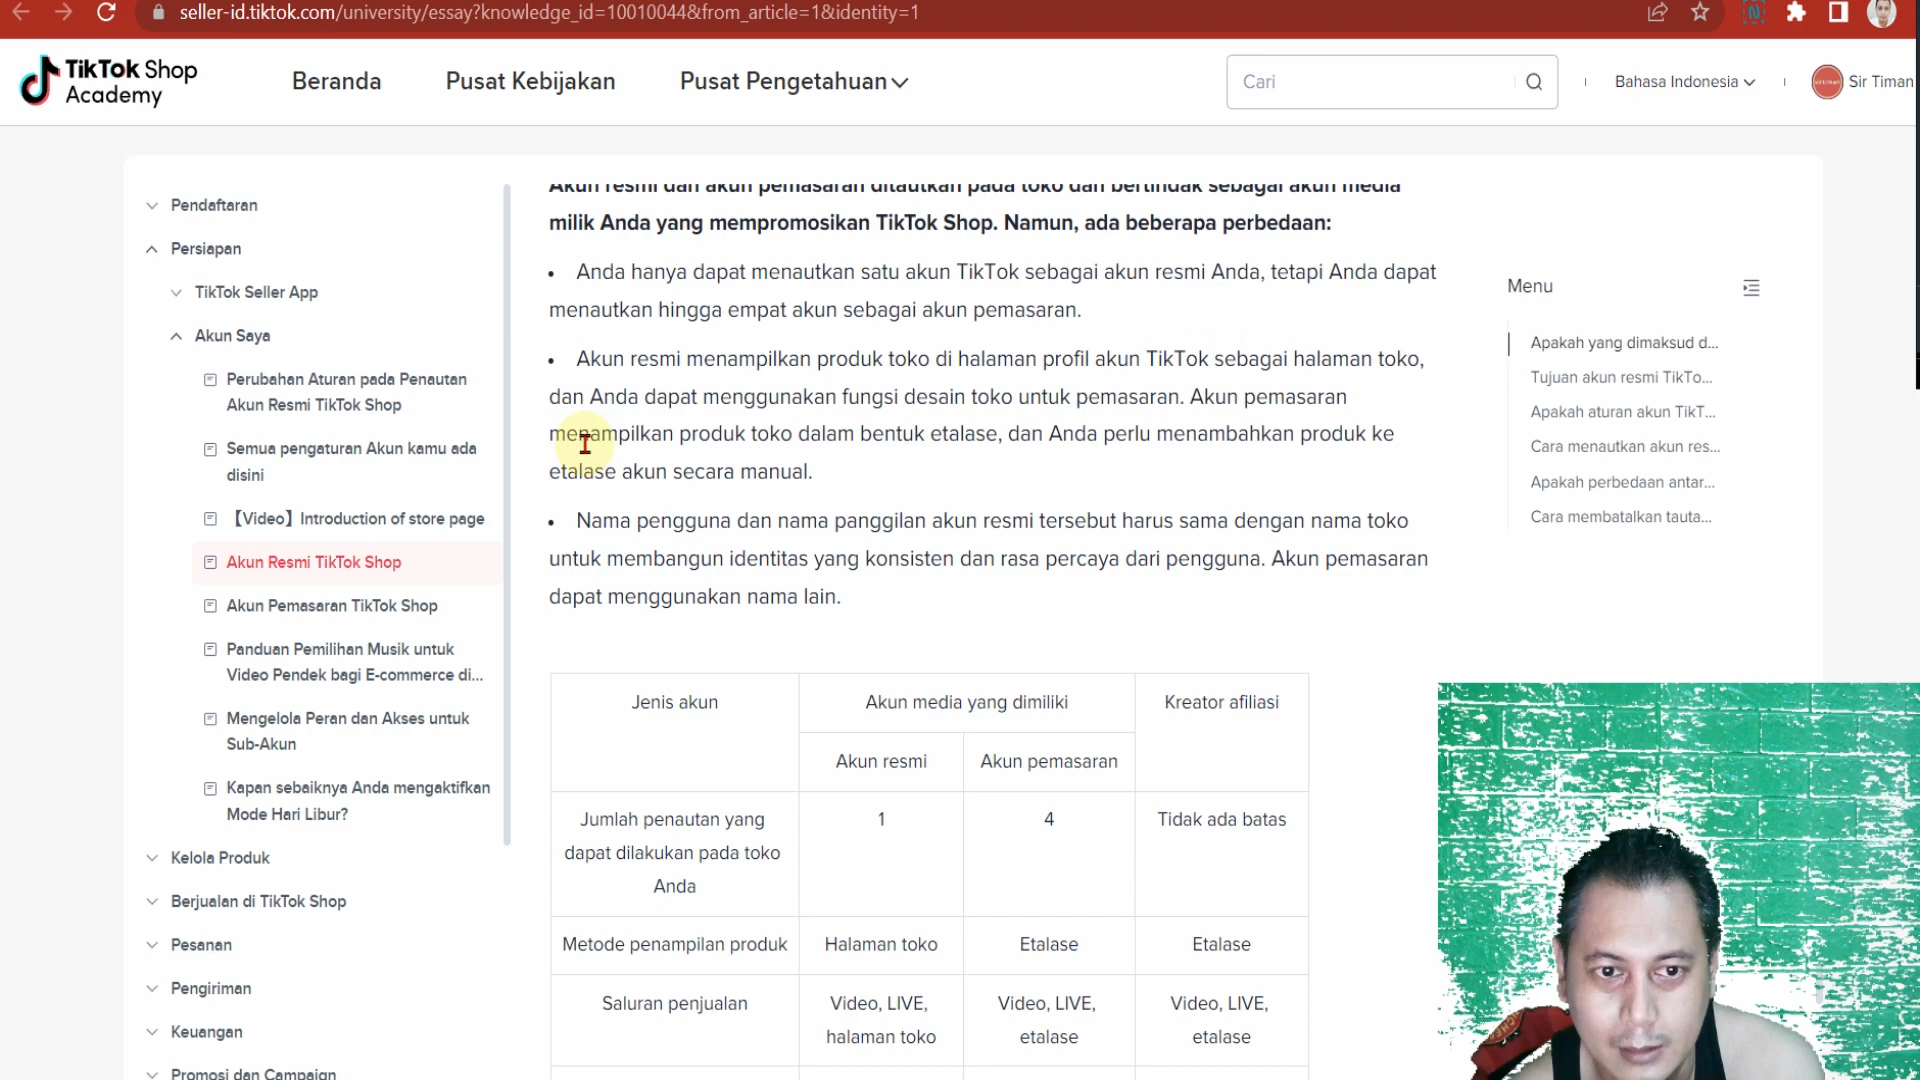 seller-id.tiktok.com/university/essay?knowledge_id=10010044&from_article=1&identity=1
TikTok Shop
Academy
Beranda
Pusat Kebijakan
Pusat Pengetahuan
Cari
Bahasa Indonesia
Sir Timan
Pendaftaran
Persiapan
TikTok Seller App
Akun Saya
Perubahan Aturan pada Penautan
Akun Resmi TikTok Shop
Semua pengaturan Akun kamu ada
disini
【Video】Introduction of store page
Akun Resmi TikTok Shop
Akun Pemasaran TikTok Shop
Panduan Pemilihan Musik untuk
Video Pendek bagi E-commerce di...
Mengelola Peran dan Akses untuk
Sub-Akun
Kapan sebaiknya Anda mengaktifkan
Mode Hari Libur?
Kelola Produk
Berjualan di TikTok Shop
Pesanan
Pengiriman
Keuangan
Promosi dan Campaign
Akun resmi dan akun pemasaran ditautkan pada toko dan bertindak sebagai akun media
milik Anda yang mempromosikan TikTok Shop. Namun, ada beberapa perbedaan:
• Anda hanya dapat menautkan satu akun TikTok sebagai akun resmi Anda, tetapi Anda dapat
menautkan hingga empat akun sebagai akun pemasaran.
• Akun resmi menampilkan produk toko di halaman profil akun TikTok sebagai halaman toko,
dan Anda dapat menggunakan fungsi desain toko untuk pemasaran. Akun pemasaran
menampilkan produk toko dalam bentuk etalase, dan Anda perlu menambahkan produk ke
etalase akun secara manual.
• Nama pengguna dan nama panggilan akun resmi tersebut harus sama dengan nama toko
untuk membangun identitas yang konsisten dan rasa percaya dari pengguna. Akun pemasaran
dapat menggunakan nama lain.
Jenis akun
Akun media yang dimiliki
Kreator afiliasi
Akun resmi
Akun pemasaran
Jumlah penautan yang
dapat dilakukan pada toko
Anda
1
4
Tidak ada batas
Metode penampilan produk
Halaman toko
Etalase
Etalase
Saluran penjualan
Video, LIVE,
halaman toko
Video, LIVE,
etalase
Video, LIVE,
etalase
Menu
Apakah yang dimaksud d...
Tujuan akun resmi TikTo...
Apakah aturan akun TikT...
Cara menautkan akun res...
Apakah perbedaan antar...
Cara membatalkan tauta...